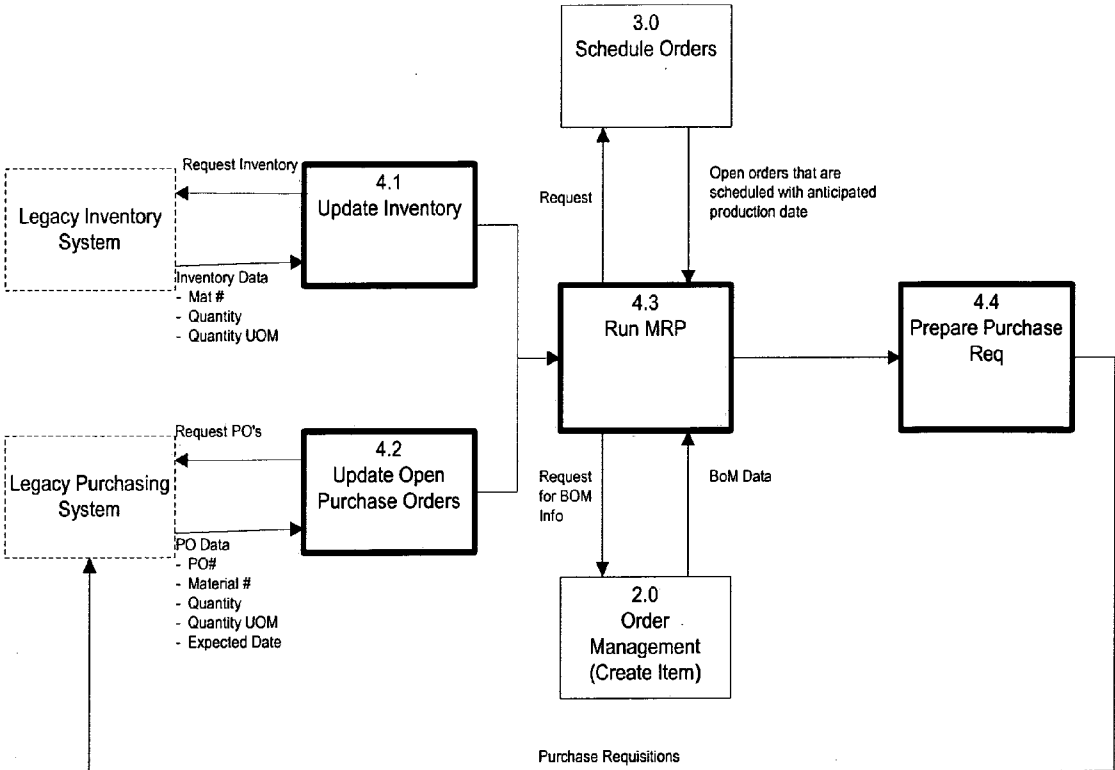 3.0
Schedule Orders
Request Inventory
4.1
Update Inventory
Legacy Inventory
System
Inventory Data
- Mat #
- Quantity
- Quantity UOM
Request
Open orders that are
scheduled with anticipated
production date
4.3
Run MRP
4.4
Prepare Purchase
Req
Request PO's
4.2
Update Open
Purchase Orders
Legacy Purchasing
System
PO Data
- PO#
- Material #
- Quantity
- Quantity UOM
- Expected Date
Request
for BOM
Info
BoM Data
2.0
Order
Management
(Create Item)
Purchase Requisitions